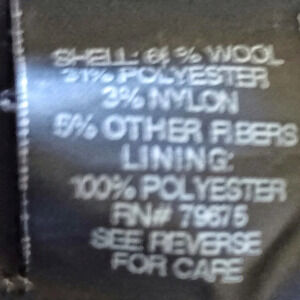 SHELL: 61 % WOOL
31% POLYESTER
3% NYLON
5% OTHER FIBERS
LINING:
100% POLYESTER
RN# 79675
SEE REVERSE
FOR CARE